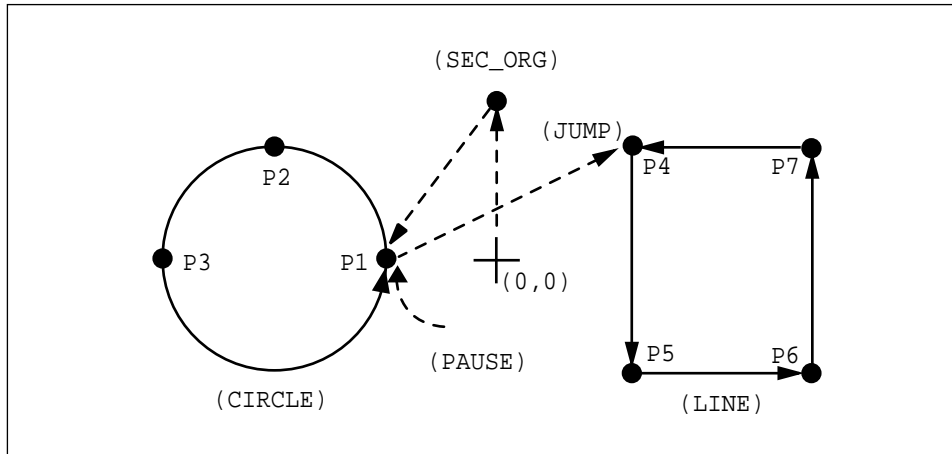 (SEC_ORG)
(JUMP)
P2
P4
P7
P3
P1
(0,0)
(PAUSE)
P5
P6
(CIRCLE)
(LINE)